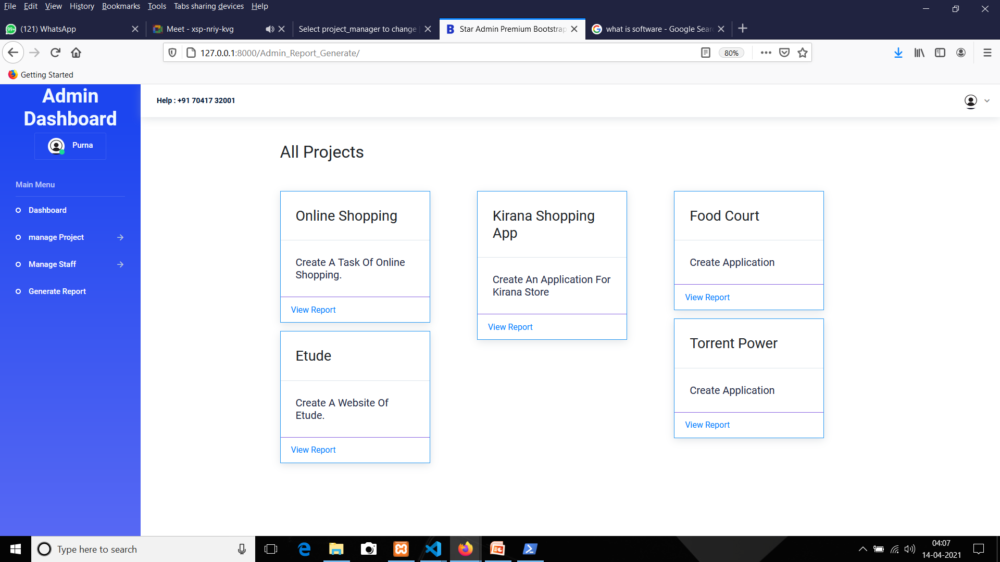 File Edit View History Bookmarks Tools Tabs sharing devices Help
(121) WhatsApp
Meet - xsp-nriy-kvg
Select project_manager to change
Star Admin Premium Bootstrap
what is software - Google Sear
127.0.0.1:8000/Admin_Report_Generate/
80%
Getting Started
Admin
Dashboard
Purna
Main Menu
Dashboard
manage Project
Manage Staff
Generate Report
Help : +91 70417 32001
All Projects
Online Shopping
Create A Task Of Online
Shopping.
View Report
Kirana Shopping
App
Create An Application For
Kirana Store
View Report
Food Court
Create Application
View Report
Etude
Create A Website Of
Etude.
View Report
Torrent Power
Create Application
View Report
Type here to search
04:07
14-04-2021